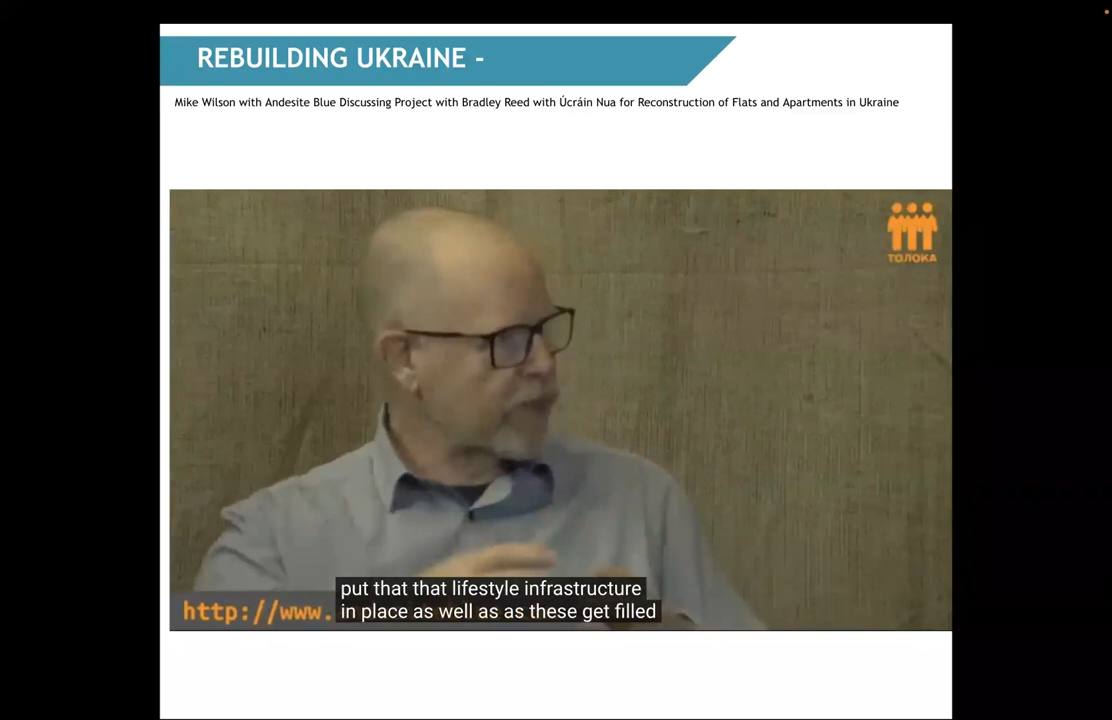 REBUILDING UKRAINE -
Mike Wilson with Andesite Blue Discussing Project with Bradley Reed with Úcráin Nua for Reconstruction of Flats and Apartments in Ukraine
ТОЛОКА
put that that lifestyle infrastructure
http://www.
in place as well as as these get filled